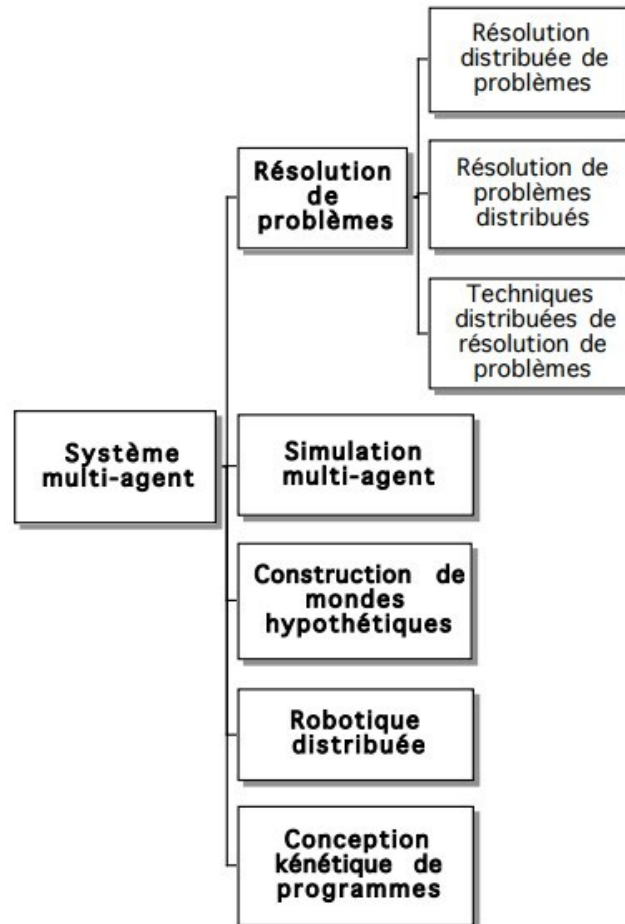 Résolution
distribuée de
problèmes
Résolution
de
problèmes
Résolution de
problèmes
distribués
Techniques
distribuées de
résolution de
problèmes
Système
multi-agent
Simulation
multi-agent
Construction de
mondes
hypothétiques
Robotique
distribuée
Conception
kénétique de
programmes